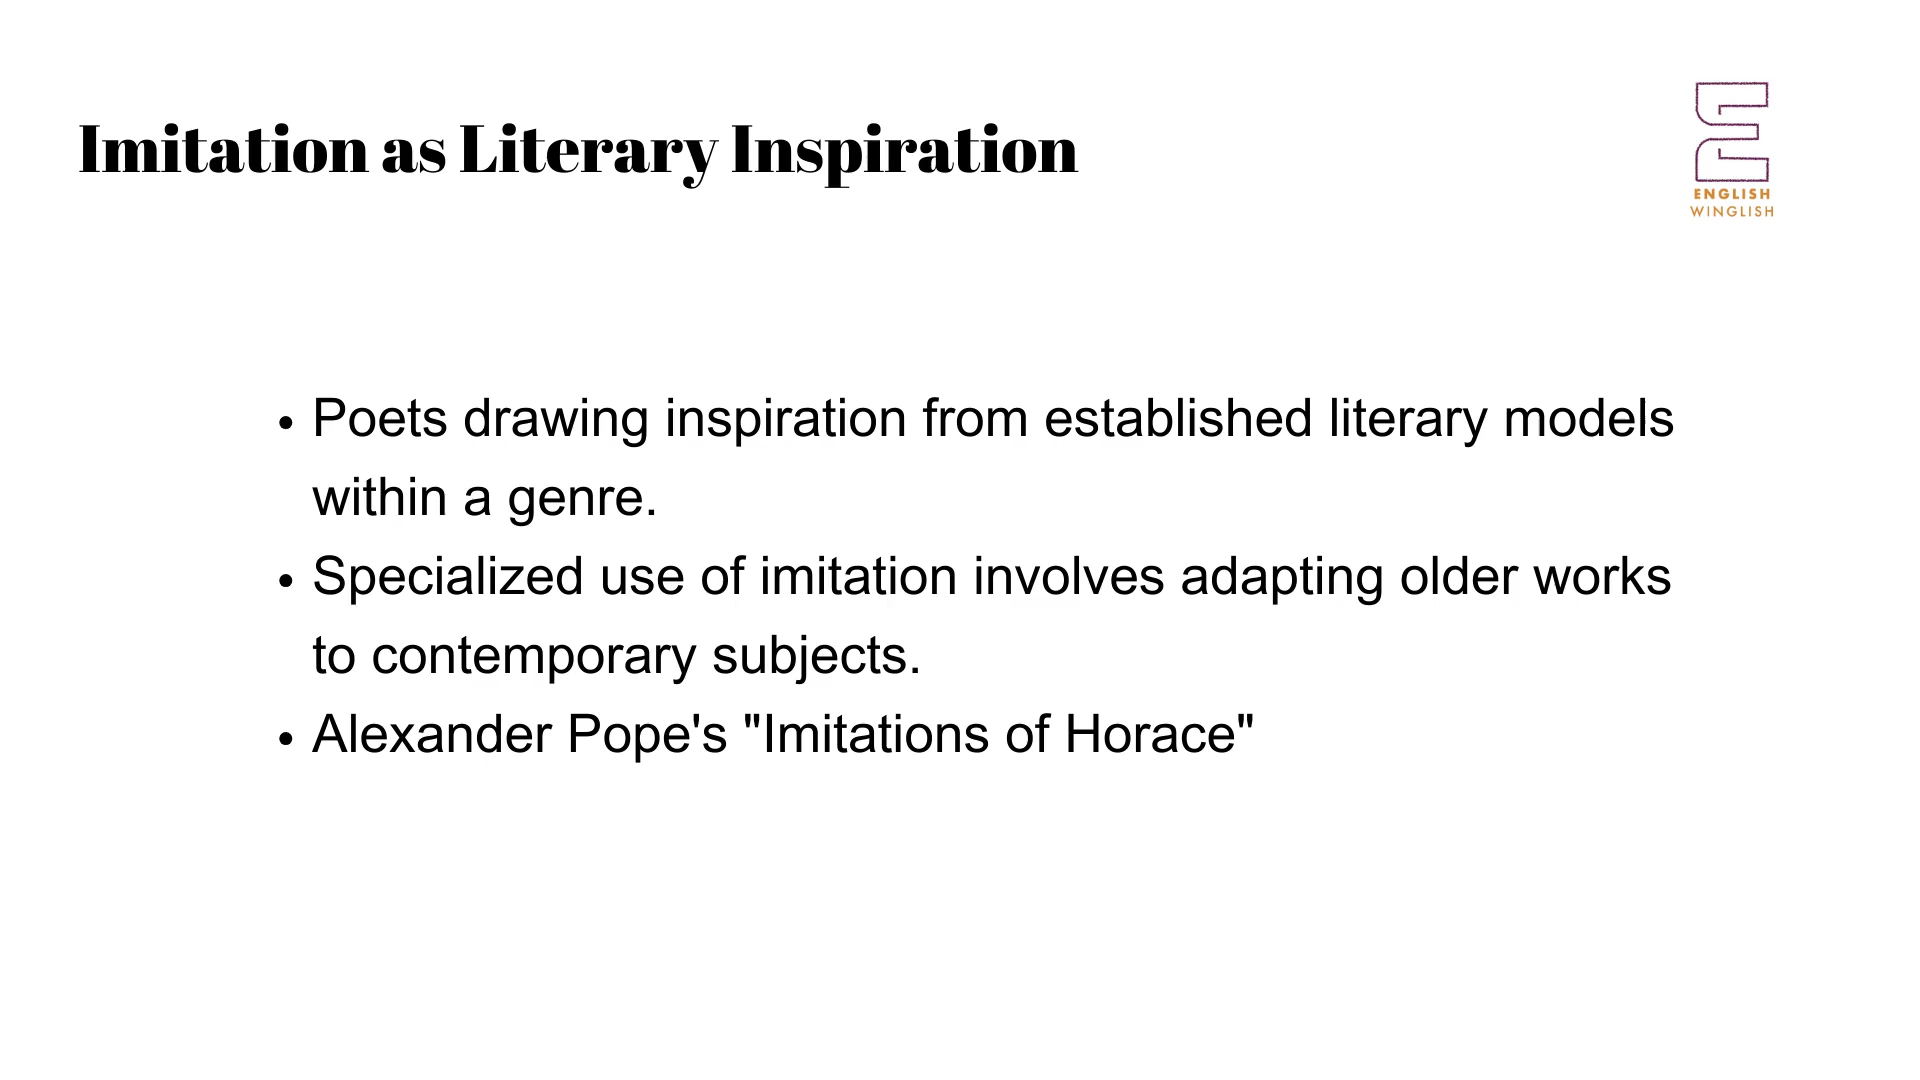 Imitation as Literary Inspiration
ENGLISH
WINGLISH
• Poets drawing inspiration from established literary models
within a genre.
• Specialized use of imitation involves adapting older works
to contemporary subjects.
• Alexander Pope's "Imitations of Horace"